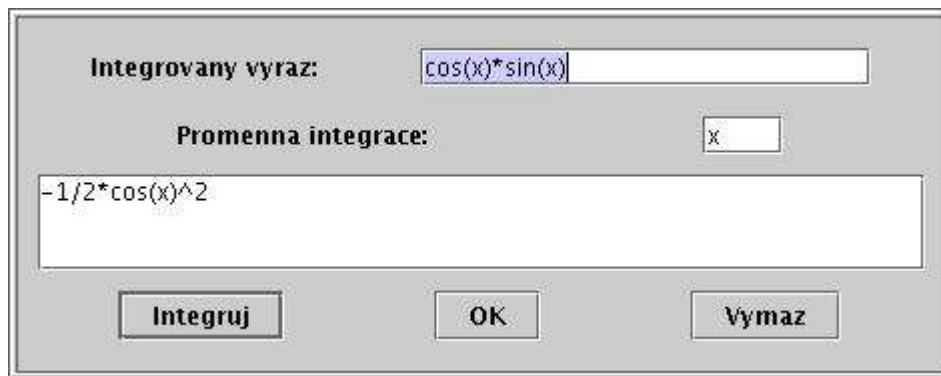 Integrovany vyraz: cos(x)*sin(x)
Promenna integrace: x
-1/2*cos(x)^2
Integruj OK Vymaz